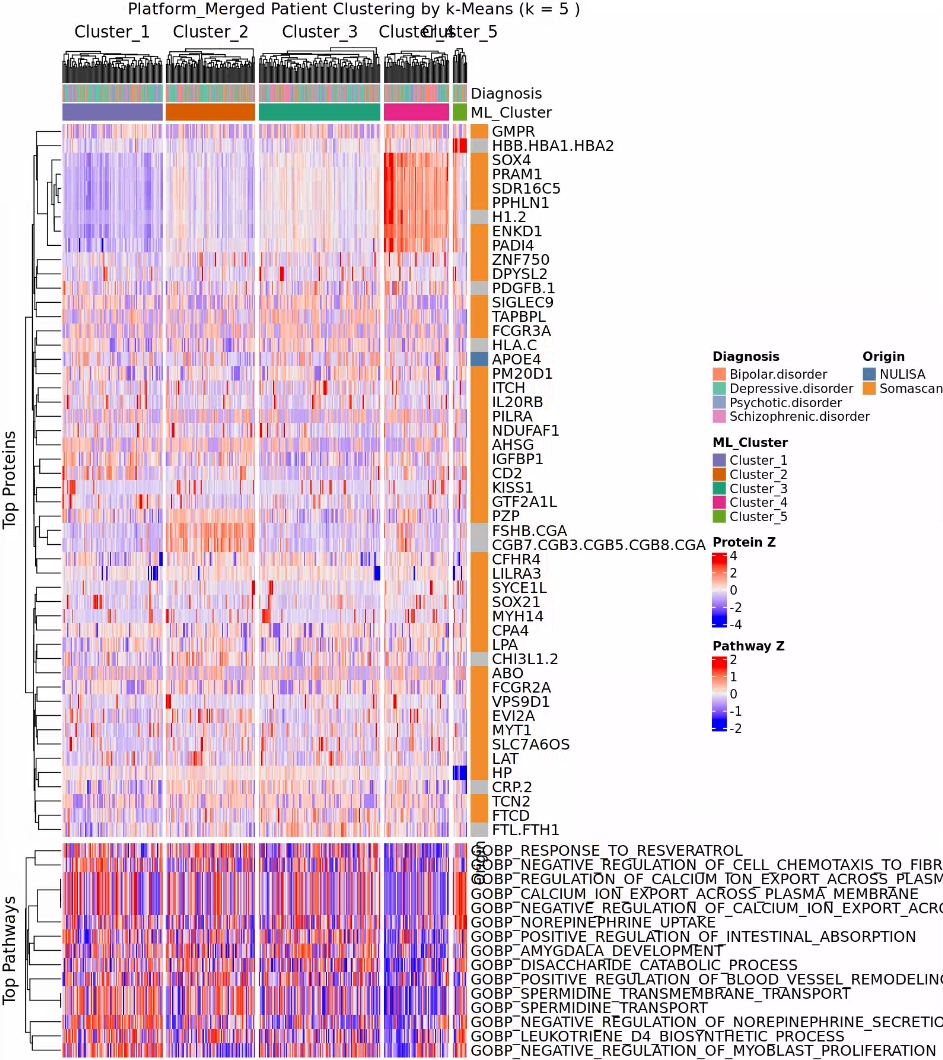 Platform_Merged Patient Clustering by k-Means (k = 5 )
Cluster_1
Cluster_2
Cluster_3
Cluster_4
Cluster_5
Diagnosis
ML_Cluster
Top Proteins
GMPR
HBB.HBA1.HBA2
SOX4
PRAM1
SDR16C5
PPHLN1
H1.2
ENKD1
PADI4
ZNF750
DPYSL2
PDGFB.1
SIGLEC9
TAPBPL
FCGR3A
HLA.C
APOE4
PM20D1
ITCH
IL20RB
PILRA
NDUFAF1
AHSG
IGFBP1
CD2
KISS1
GTF2A1L
PZP
FSHB.CGA
CGB7.CGB3.CGB5.CGB8.CGA
CFHR4
LILRA3
SYCE1L
SOX21
MYH14
CPA4
LPA
CHI3L1.2
ABO
FCGR2A
VPS9D1
EVI2A
MYT1
SLC7A6OS
LAT
HP
CRP.2
TCN2
FTCD
FTL.FTH1
Origin
Top Pathways
GOBP_RESPONSE_TO_RESVERATROL
GOBP_NEGATIVE_REGULATION_OF_CELL_CHEMOTAXIS_TO_FIBR
GOBP_REGULATION_OF_CALCIUM_ION_EXPORT_ACROSS_PLASM
GOBP_CALCIUM_ION_EXPORT_ACROSS_PLASMA_MEMBRANE
GOBP_NEGATIVE_REGULATION_OF_CALCIUM_ION_EXPORT_ACRO
GOBP_NOREPINEPHRINE_UPTAKE
GOBP_POSITIVE_REGULATION_OF_INTESTINAL_ABSORPTION
GOBP_AMYGDALA_DEVELOPMENT
GOBP_DISACCHARIDE_CATABOLIC_PROCESS
GOBP_POSITIVE_REGULATION_OF_BLOOD_VESSEL_REMODELING
GOBP_SPERMIDINE_TRANSMEMBRANE_TRANSPORT
GOBP_SPERMIDINE_TRANSPORT
GOBP_NEGATIVE_REGULATION_OF_NOREPINEPHRINE_SECRETIO
GOBP_LEUKOTRIENE_D4_BIOSYNTHETIC_PROCESS
GOBP_NEGATIVE_REGULATION_OF_MYOBLAST_PROLIFERATION
Diagnosis
Bipolar.disorder
Depressive.disorder
Psychotic.disorder
Schizophrenic.disorder
Origin
NULISA
Somascan
ML_Cluster
Cluster_1
Cluster_2
Cluster_3
Cluster_4
Cluster_5
Protein Z
4
2
0
-2
-4
Pathway Z
2
1
0
-1
-2